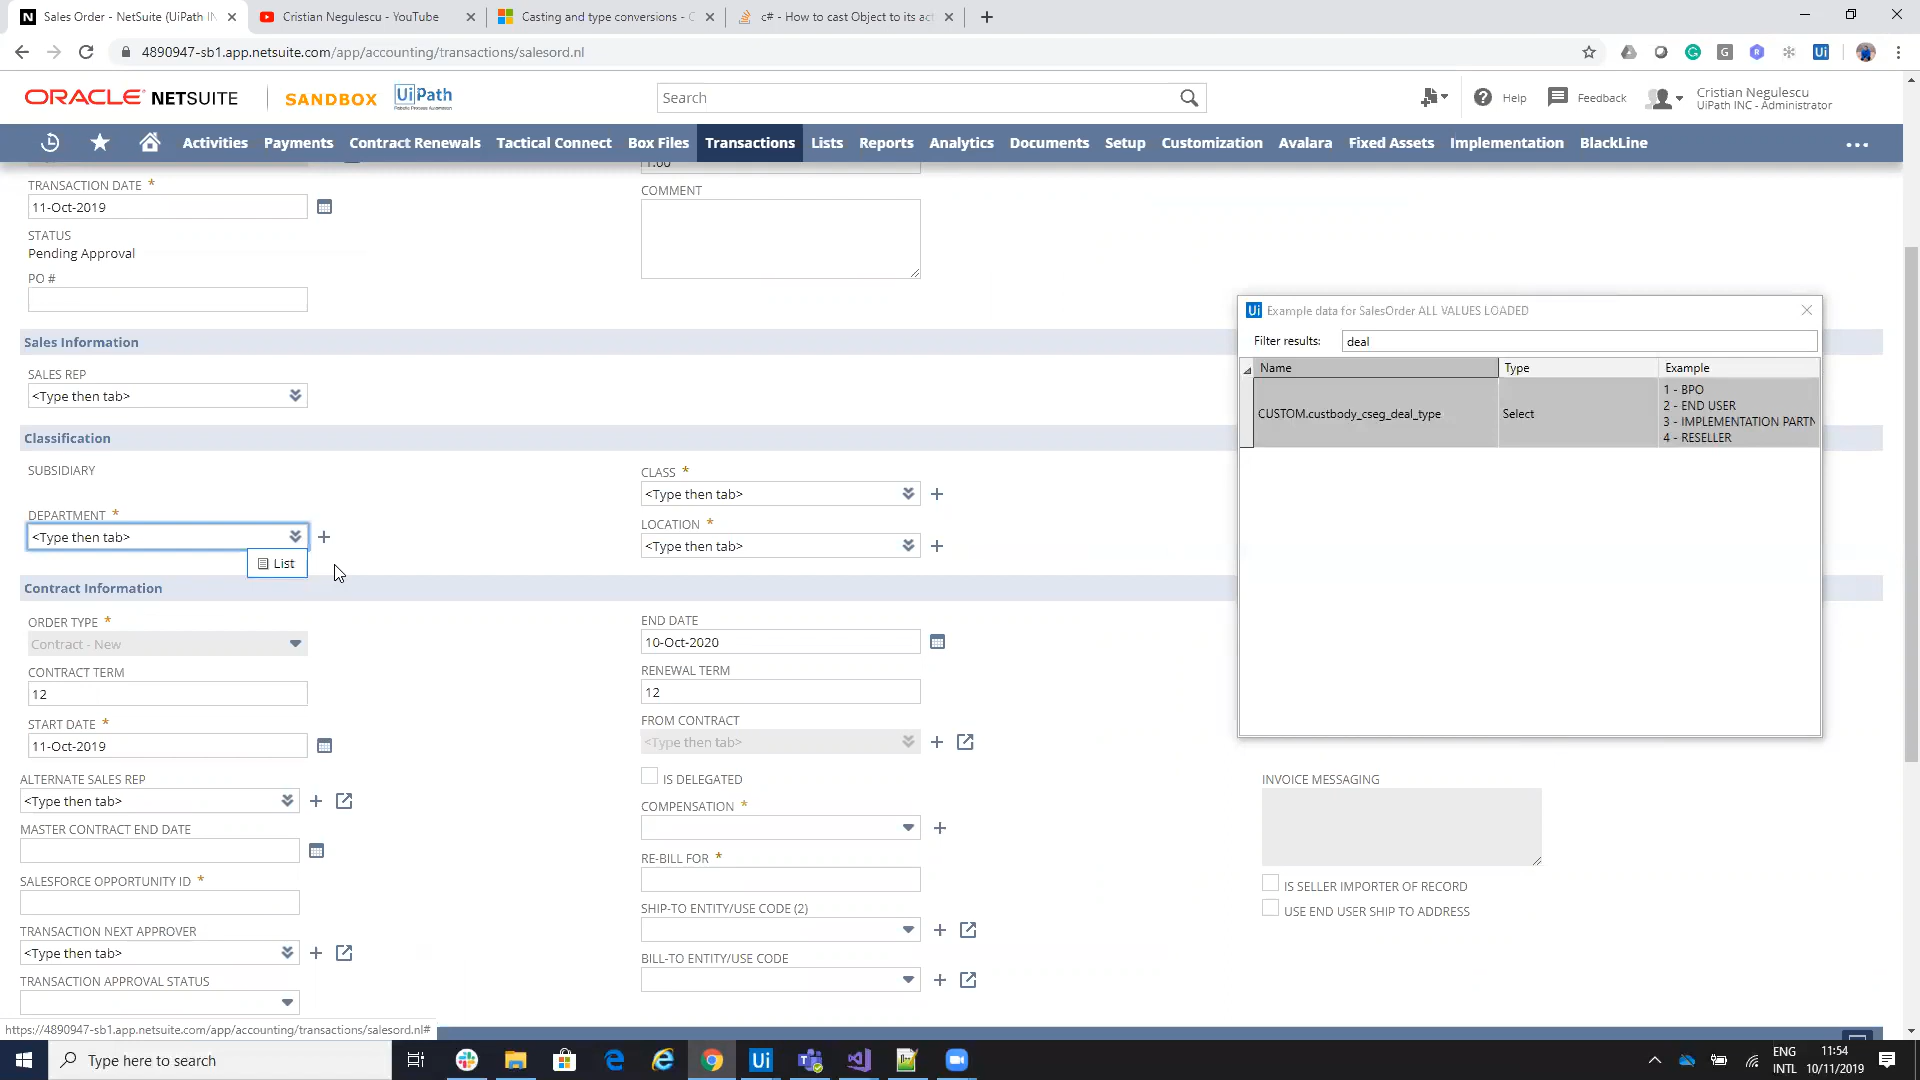 Sales Order - NetSuite (UiPath IN
Cristian Negulescu - YouTube
Casting and type conversions - C
c# - How to cast Object to its act
4890947-sb1.app.netsuite.com/app/accounting/transactions/salesord.nl
ORACLE NETSUITE
SANDBOX
UiPath
Robotic Process Automation
Search
Help
Feedback
Cristian Negulescu
UiPath INC - Administrator
Activities
Payments
Contract Renewals
Tactical Connect
Box Files
Transactions
Lists
Reports
Analytics
Documents
Setup
Customization
Avalara
Fixed Assets
Implementation
BlackLine
1.00
TRANSACTION DATE *
11-Oct-2019
COMMENT
STATUS
Pending Approval
PO #
Sales Information
SALES REP
<Type then tab>
Classification
SUBSIDIARY
CLASS *
<Type then tab>
DEPARTMENT *
<Type then tab>
List
LOCATION *
<Type then tab>
Contract Information
ORDER TYPE *
Contract - New
END DATE
10-Oct-2020
CONTRACT TERM
12
RENEWAL TERM
12
START DATE *
11-Oct-2019
FROM CONTRACT
<Type then tab>
ALTERNATE SALES REP
<Type then tab>
IS DELEGATED
INVOICE MESSAGING
MASTER CONTRACT END DATE
COMPENSATION *
SALESFORCE OPPORTUNITY ID *
RE-BILL FOR *
IS SELLER IMPORTER OF RECORD
USE END USER SHIP TO ADDRESS
TRANSACTION NEXT APPROVER
<Type then tab>
SHIP-TO ENTITY/USE CODE (2)
TRANSACTION APPROVAL STATUS
BILL-TO ENTITY/USE CODE
Ui Example data for SalesOrder ALL VALUES LOADED
Filter results: deal
Name Type Example
CUSTOM.custbody_cseg_deal_type Select
1 - BPO
2 - END USER
3 - IMPLEMENTATION PARTN
4 - RESELLER
https://4890947-sb1.app.netsuite.com/app/accounting/transactions/salesord.nl#
Type here to search
Ui
ENG
INTL
11:54
10/11/2019